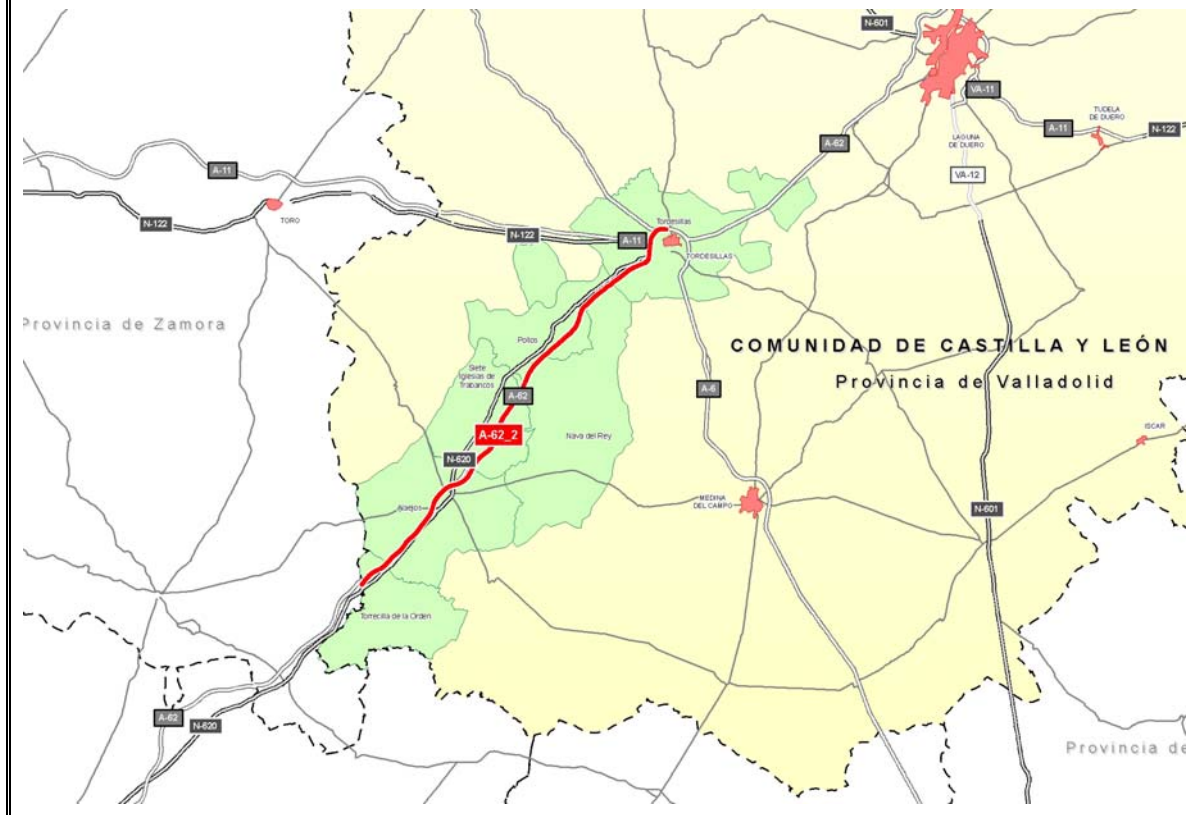 N-601
VA-11
TUDELA
DE DUERO
A-11
N-122
LAGUNA
DE DUERO
A-62
VA-12
A-11
N-122
TORO
Tordesillas
N-122
A-11
TORDESILLAS
Provincia de Zamora
Pollos
COMUNIDAD DE CASTILLA Y LEÓN
Provincia de Valladolid
Siete
Iglesias de
Trabancos
A-62
A-6
A-62_2
Nava del Rey
ISCAR
N-620
MEDINA
DEL CAMPO
Alaejos
N-601
Torrecilla de la Orden
A-62
N-620
Provincia de